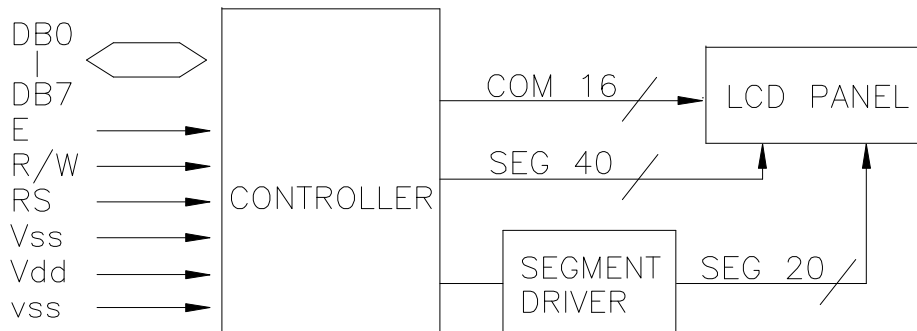 DB0
DB7
E
R/W
RS
Vss
Vdd
vss
CONTROLLER
COM 16
SEG 40
SEGMENT
DRIVER
SEG 20
LCD PANEL